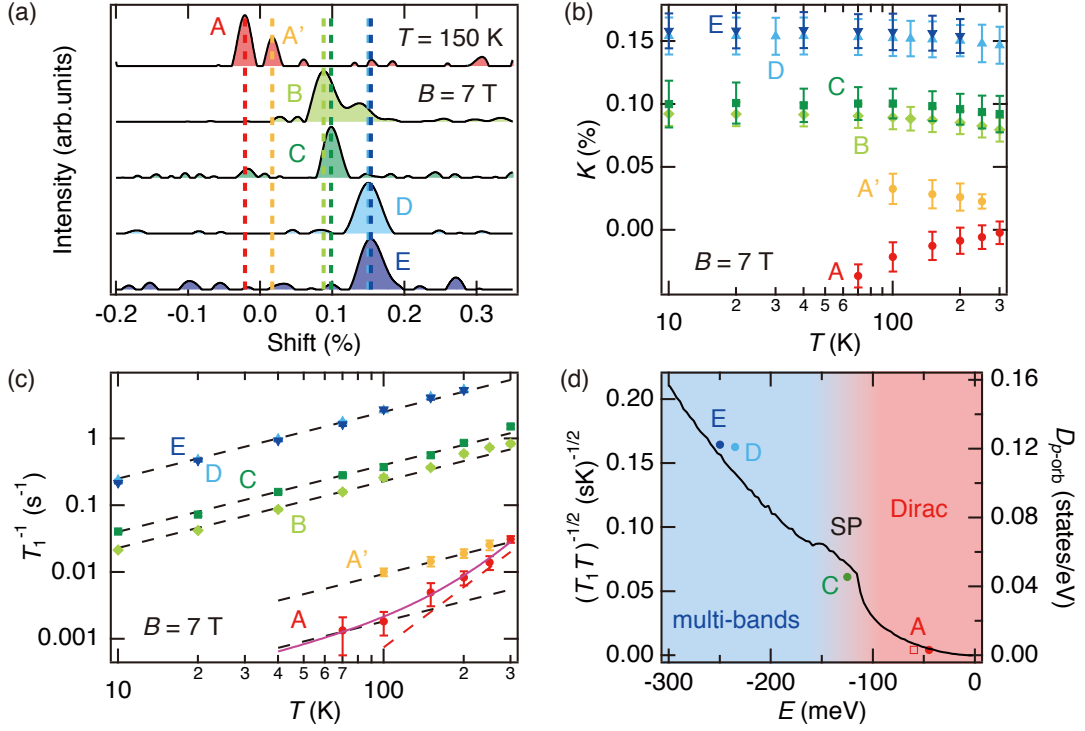 (a)
A
A'
T = 150 K
B
B = 7 T
C
D
E
Intensity (arb.units)
-0.2
-0.1
0.0
0.1
0.2
0.3
Shift (%)
(b)
0.15
0.10
0.05
0.00
K (%)
E
D
C
B
A'
A
B = 7 T
10
2
3
4
5
6
100
2
3
T (K)
(c)
1
0.1
0.01
0.001
T₁⁻¹ (s⁻¹)
E
D
C
B
A'
A
B = 7 T
10
2
3
4
5
6
7
100
2
3
T (K)
(d)
0.20
0.15
0.10
0.05
0.00
(T₁T)⁻¹ᐟ² (sK)⁻¹ᐟ²
E
D
SP
Dirac
C
A
multi-bands
0.16
0.12
0.08
0.04
0.00
Dₚ₋ₒᵣb (states/eV)
-300
-200
-100
0
E (meV)